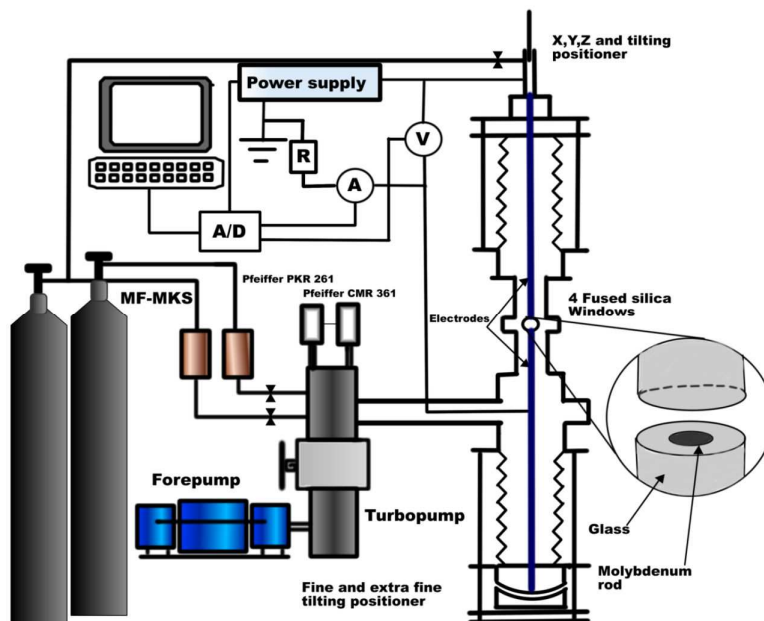 X,Y,Z and tilting
positioner
Power supply
V
R
A
A/D
Pfeiffer PKR 261
MF-MKS
Pfeiffer CMR 361
4 Fused silica
Windows
Electrodes
Forepump
Turbopump
Glass
Molybdenum
rod
Fine and extra fine
tilting positioner